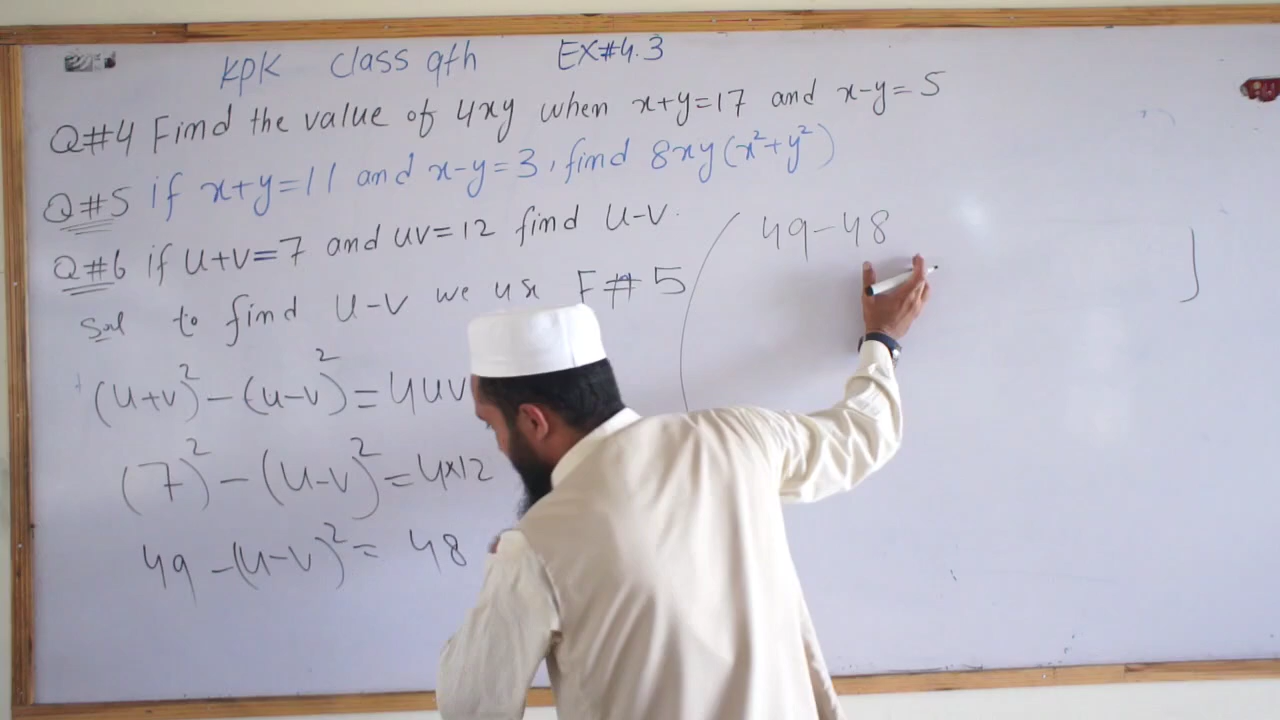 KPK class 9th EX#4.3
Q#4 Find the value of 4xy when x+y=17 and x-y=5
Q#5 if x+y=11 and x-y=3, find 8xy(x²+y²)
Q#6 if u+v=7 and uv=12 find u-v.
Sol to find u-v we use F#5
(u+v)²-(u-v)²=4uv
(7)²-(u-v)²=4×12
49-(u-v)²= 48
49-48